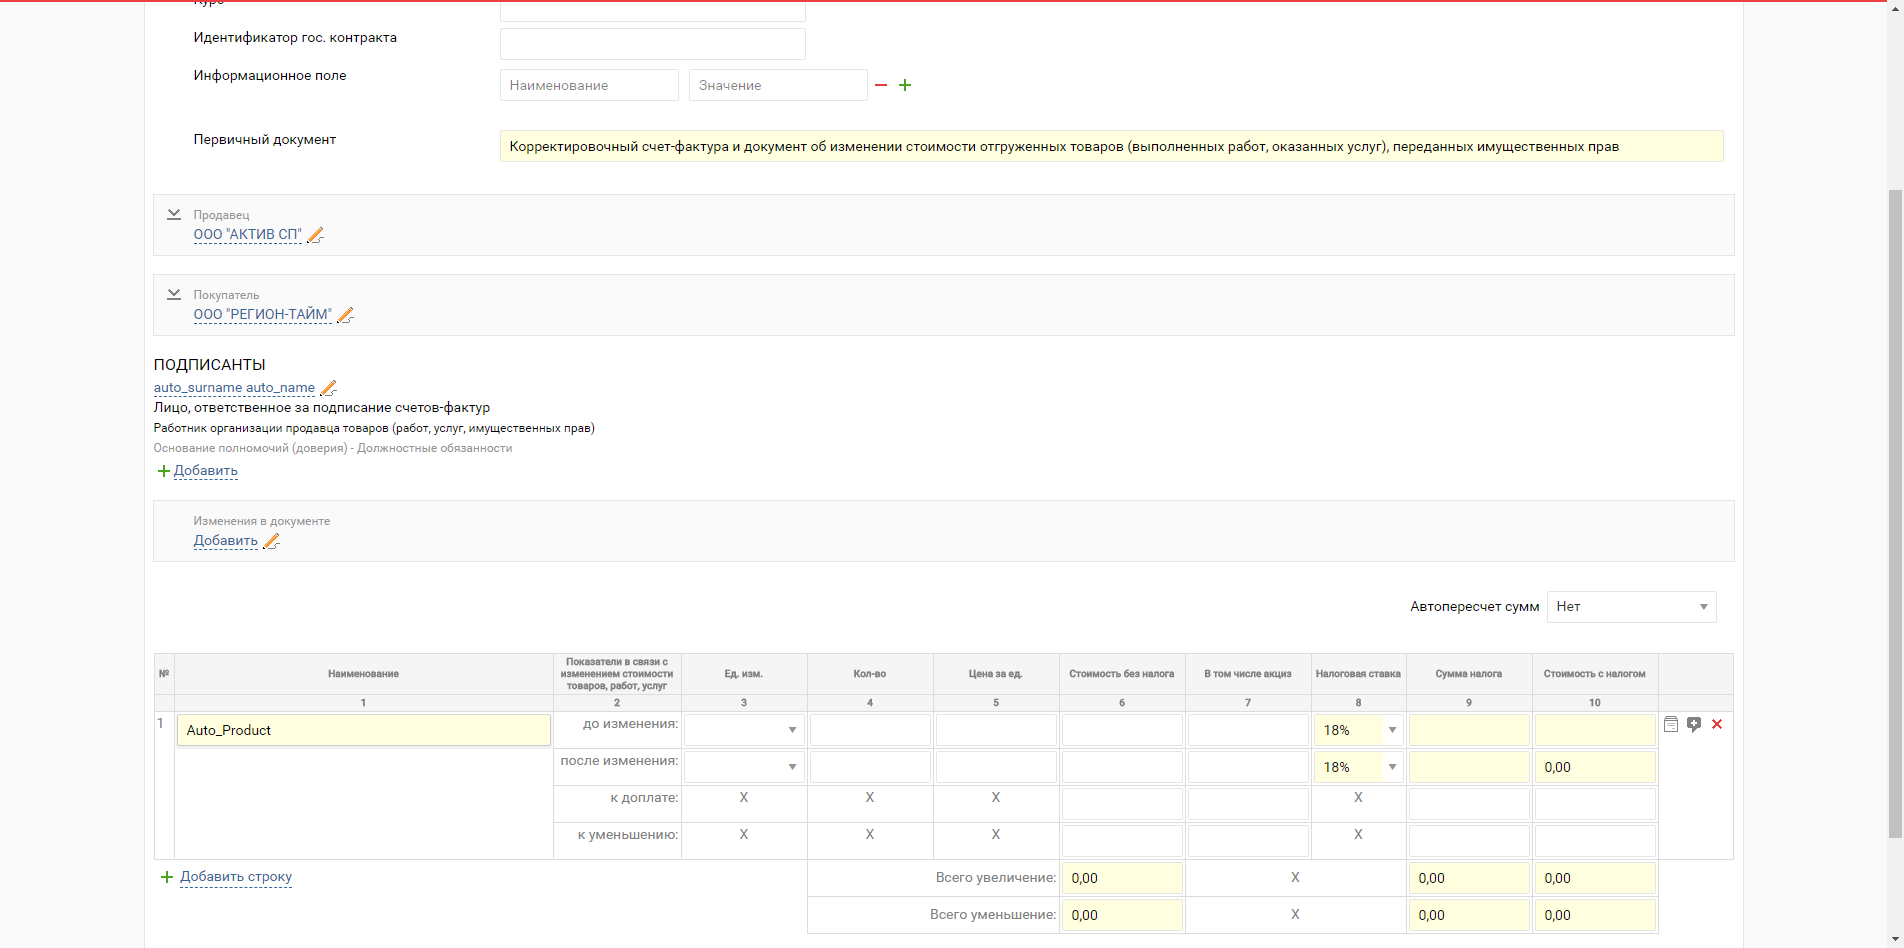 Курс
Идентификатор гос. контракта
Информационное поле
Наименование
Значение
Первичный документ
Корректировочный счет-фактура и документ об изменении стоимости отгруженных товаров (выполненных работ, оказанных услуг), переданных имущественных прав
Продавец
ООО "АКТИВ СП"
Покупатель
ООО "РЕГИОН-ТАЙМ"
ПОДПИСАНТЫ
auto_surname auto_name
Лицо, ответственное за подписание счетов-фактур
Работник организации продавца товаров (работ, услуг, имущественных прав)
Основание полномочий (доверия) - Должностные обязанности
Добавить
Изменения в документе
Добавить
Автопересчет сумм Нет
№ Наименование Показатели в связи с изменением стоимости товаров, работ, услуг Ед. изм. Кол-во Цена за ед. Стоимость без налога В том числе акциз Налоговая ставка Сумма налога Стоимость с налогом
1 2 3 4 5 6 7 8 9 10
1 Auto_Product до изменения: 18%
после изменения: 18% 0,00
к доплате: X X X X
к уменьшению: X X X X
Добавить строку Всего увеличение: 0,00 X 0,00 0,00
Всего уменьшение: 0,00 X 0,00 0,00